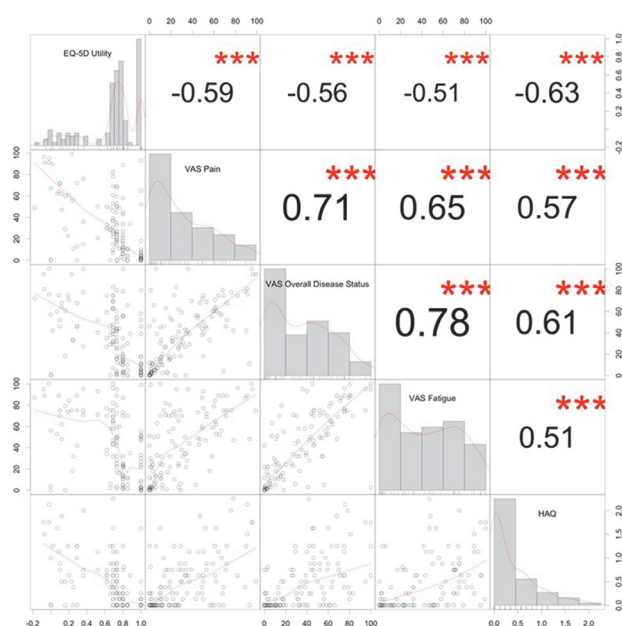 0 20 40 60 80 100 0 20 40 60 80 100
EQ-5D Utility
***
-0.59
***
-0.56
***
-0.51
***
-0.63
-0.2 0.2 0.4 0.6 0.8 1.0
0 20 40 60 80 100
VAS Pain
***
0.71
***
0.65
***
0.57
VAS Overall Disease Status
***
0.78
***
0.61
0 20 40 60 80 100
0 20 40 60 80 100
VAS Fatigue
***
0.51
HAQ
0.0 0.5 1.0 1.5 2.0
-0.2 0.2 0.4 0.6 0.8 1.0 0 20 40 60 80 100 0.0 0.5 1.0 1.5 2.0